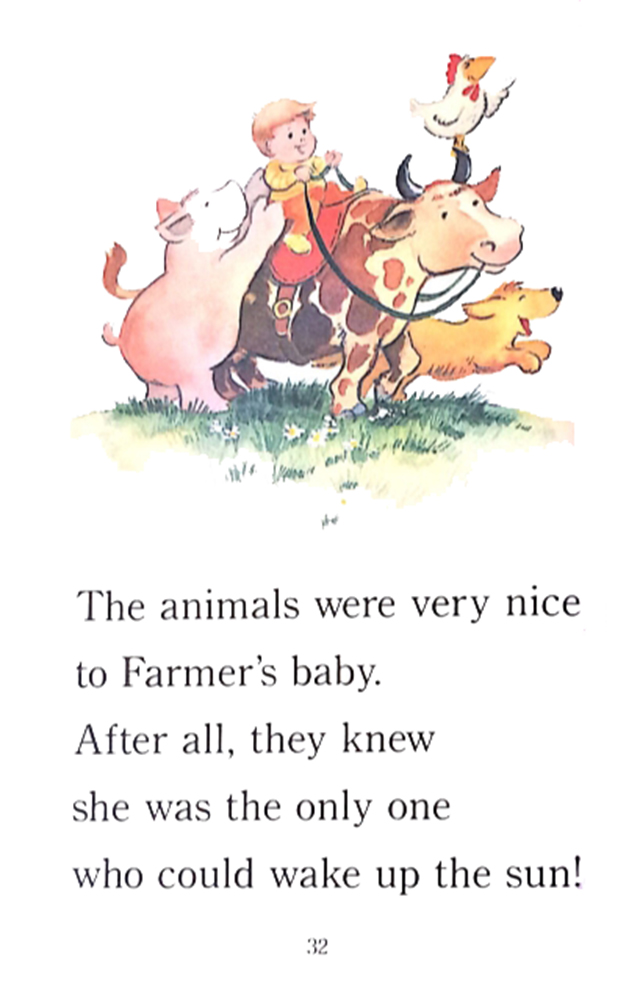 The animals were very nice
to Farmer's baby.
After all, they knew
she was the only one
who could wake up the sun!
32